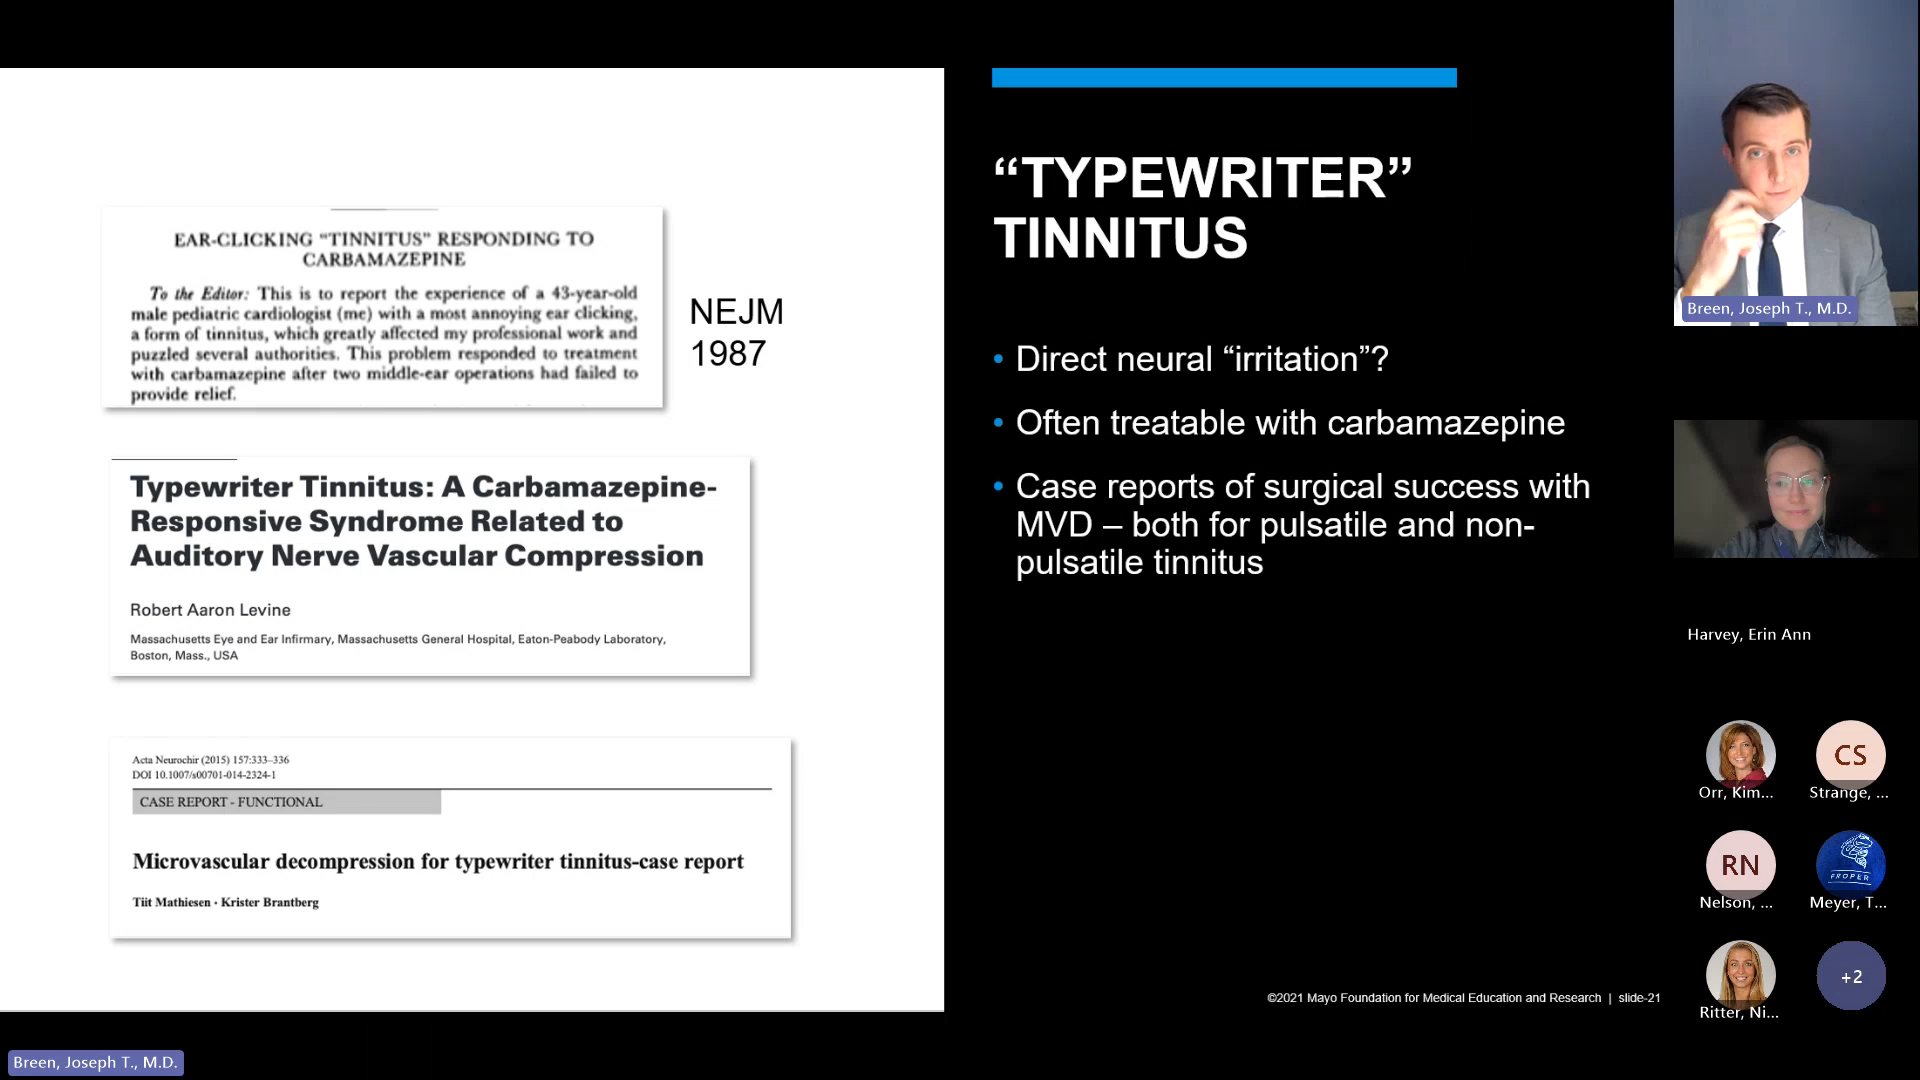 EAR-CLICKING “TINNITUS” RESPONDING TO
CARBAMAZEPINE
To the Editor: This is to report the experience of a 43-year-old
male pediatric cardiologist (me) with a most annoying ear clicking,
a form of tinnitus, which greatly affected my professional work and
puzzled several authorities. This problem responded to treatment
with carbamazepine after two middle-ear operations had failed to
provide relief.
NEJM
1987
Typewriter Tinnitus: A Carbamazepine-
Responsive Syndrome Related to
Auditory Nerve Vascular Compression
Robert Aaron Levine
Massachusetts Eye and Ear Infirmary, Massachusetts General Hospital, Eaton-Peabody Laboratory,
Boston, Mass., USA
Acta Neurochir (2015) 157:333–336
DOI 10.1007/s00701-014-2324-1
CASE REPORT - FUNCTIONAL
Microvascular decompression for typewriter tinnitus-case report
Tiit Mathiesen · Krister Brantberg
“TYPEWRITER”
TINNITUS
• Direct neural “irritation”?
• Often treatable with carbamazepine
• Case reports of surgical success with
MVD – both for pulsatile and non-
pulsatile tinnitus
©2021 Mayo Foundation for Medical Education and Research | slide-21
Breen, Joseph T., M.D.
Harvey, Erin Ann
Orr, Kim...
CS
Strange, ...
RN
Nelson, ...
PROPER
Meyer, T...
Ritter, Ni...
+2
Breen, Joseph T., M.D.